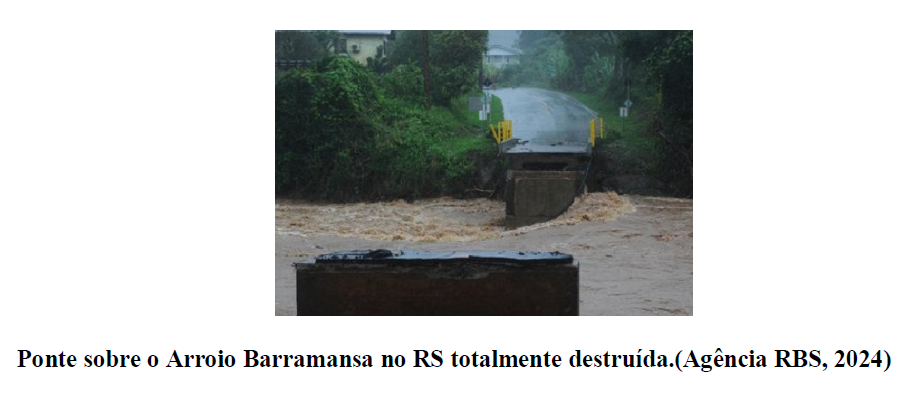 Ponte sobre o Arroio Barramansa no RS totalmente destruída.(Agência RBS, 2024)